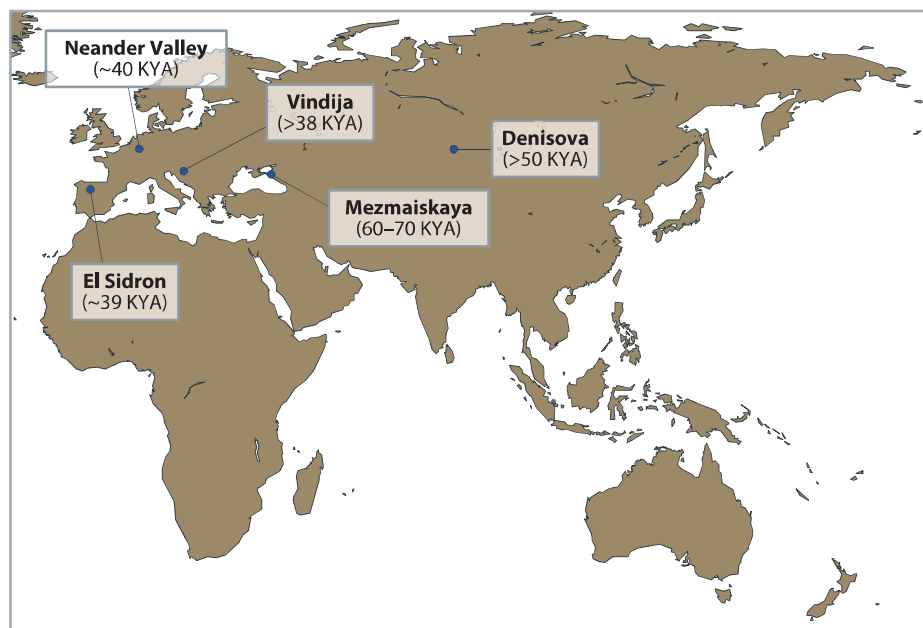 Neander Valley
(~40 KYA)
Vindija
(>38 KYA)
Denisova
(>50 KYA)
Mezmaiskaya
(60–70 KYA)
El Sidron
(~39 KYA)